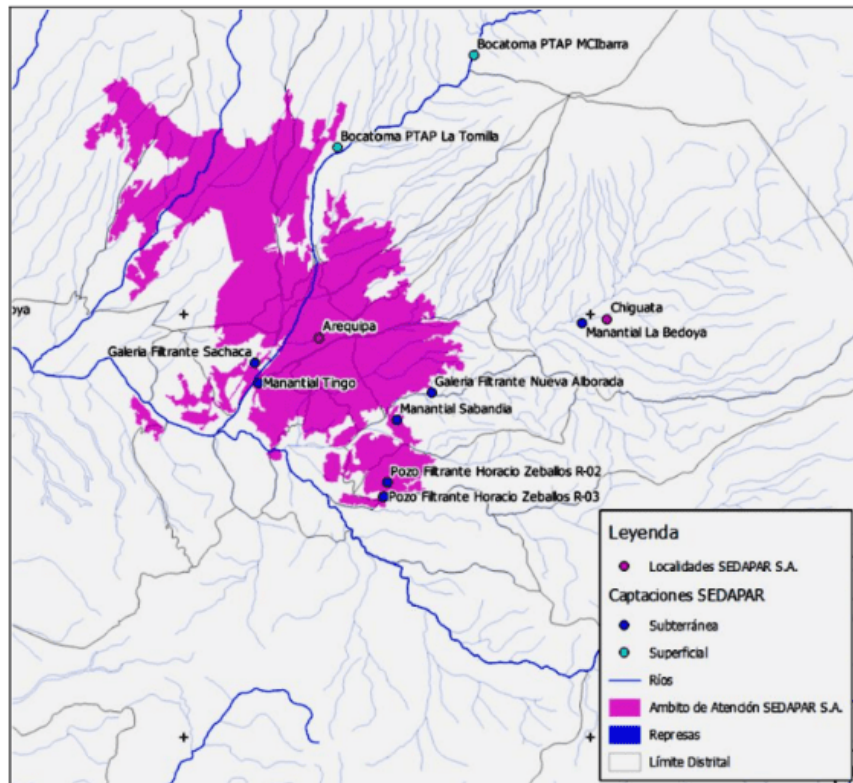 Bocatoma PTAP MCIbarra
Bocatoma PTAP La Tomilla
oya
Chiguata
Manantial La Bedoya
Arequipa
Galeria Filtrante Sachaca
Manantial Tingo
Galeria Filtrante Nueva Alborada
Manantial Sabandia
Pozo Filtrante Horacio Zeballos R-02
Pozo Filtrante Horacio Zeballos R-03
Leyenda
Localidades SEDAPAR S.A.
Captaciones SEDAPAR
Subterránea
Superficial
Ríos
Ambito de Atención SEDAPAR S.A.
Represas
Límite Distrital